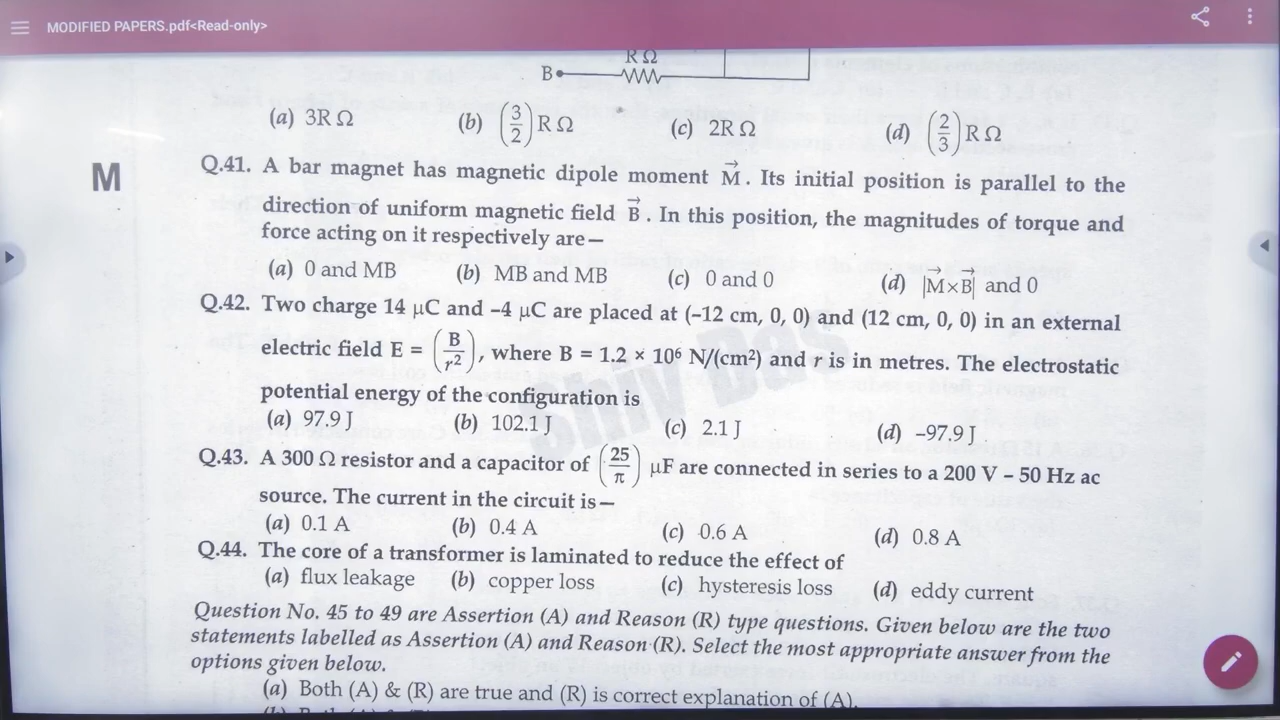 MODIFIED PAPERS.pdf<Read-only>
R Ω
B
(a) 3R Ω (b) (3/2) R Ω (c) 2R Ω (d) (2/3) R Ω
M
Q.41. A bar magnet has magnetic dipole moment M⃗. Its initial position is parallel to the
direction of uniform magnetic field B⃗. In this position, the magnitudes of torque and
force acting on it respectively are—
(a) 0 and MB (b) MB and MB (c) 0 and 0 (d) |M⃗×B⃗| and 0
Q.42. Two charge 14 μC and –4 μC are placed at (–12 cm, 0, 0) and (12 cm, 0, 0) in an external
electric field E = (B/r²), where B = 1.2 × 10⁶ N/(cm²) and r is in metres. The electrostatic
potential energy of the configuration is
(a) 97.9 J (b) 102.1 J (c) 2.1 J (d) –97.9 J
Q.43. A 300 Ω resistor and a capacitor of (25/π) μF are connected in series to a 200 V – 50 Hz ac
source. The current in the circuit is—
(a) 0.1 A (b) 0.4 A (c) 0.6 A (d) 0.8 A
Q.44. The core of a transformer is laminated to reduce the effect of
(a) flux leakage (b) copper loss (c) hysteresis loss (d) eddy current
Question No. 45 to 49 are Assertion (A) and Reason (R) type questions. Given below are the two
statements labelled as Assertion (A) and Reason (R). Select the most appropriate answer from the
options given below.
(a) Both (A) & (R) are true and (R) is correct explanation of (A).
Shiv Das